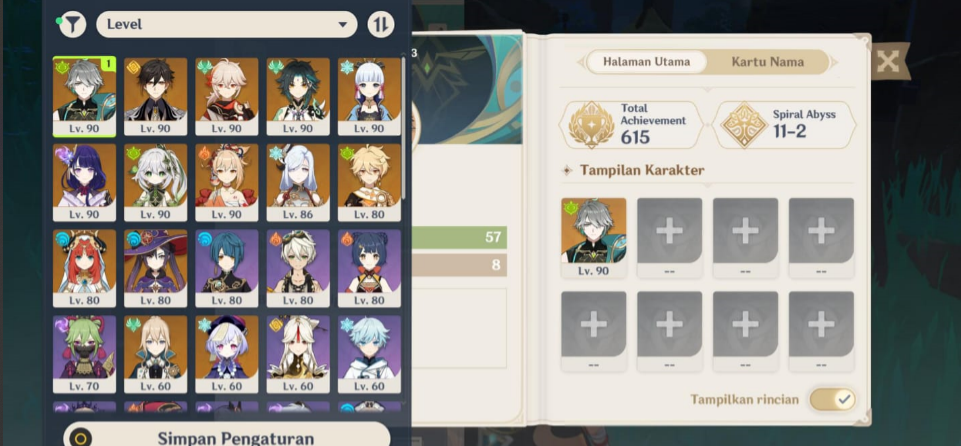 Level
1
Lv. 90
Lv. 90
Lv. 90
Lv. 90
Lv. 90
Lv. 90
Lv. 90
Lv. 90
Lv. 86
Lv. 80
Lv. 80
Lv. 80
Lv. 80
Lv. 80
Lv. 80
Lv. 70
Lv. 60
Lv. 60
Lv. 60
Lv. 60
Simpan Pengaturan
3
57
8
Halaman Utama
Kartu Nama
Total
Achievement
615
Spiral Abyss
11-2
Tampilan Karakter
Lv. 90
--
--
--
--
--
--
--
Tampilkan rincian